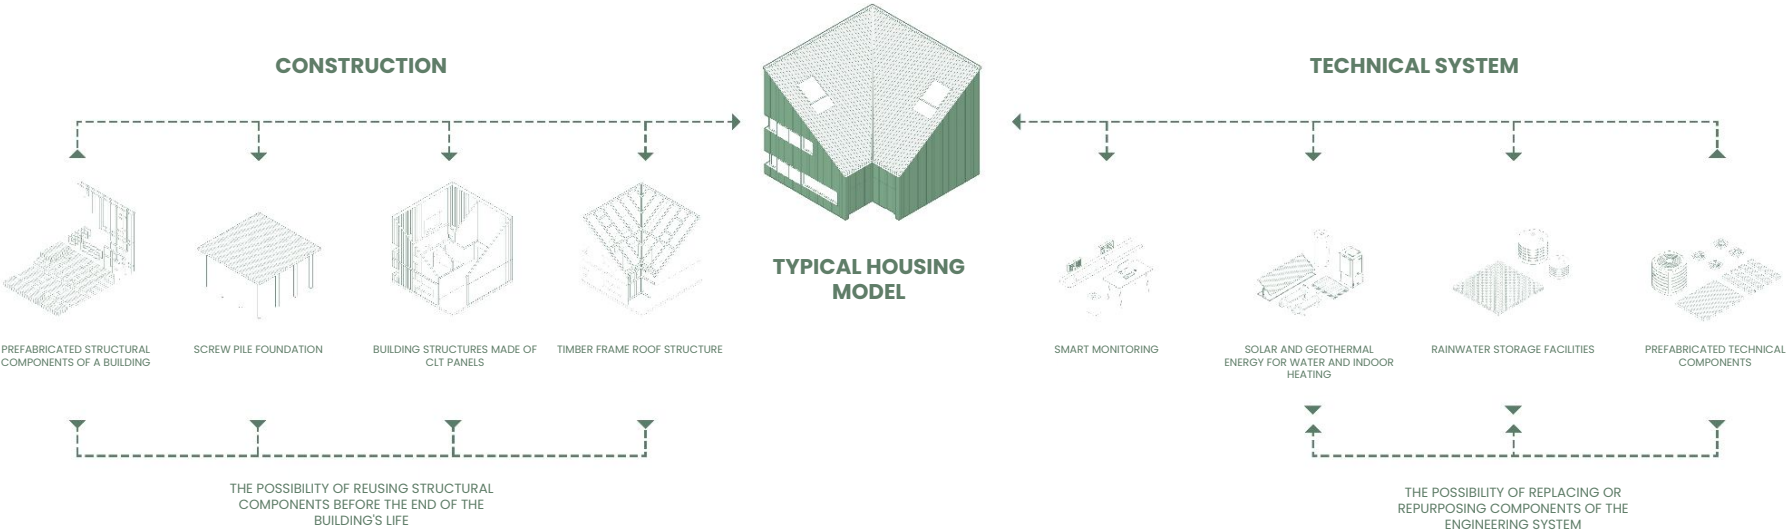 CONSTRUCTION
TECHNICAL SYSTEM
TYPICAL HOUSING
MODEL
PREFABRICATED STRUCTURAL
COMPONENTS OF A BUILDING
SCREW PILE FOUNDATION
BUILDING STRUCTURES MADE OF
CLT PANELS
TIMBER FRAME ROOF STRUCTURE
SMART MONITORING
SOLAR AND GEOTHERMAL
ENERGY FOR WATER AND INDOOR
HEATING
RAINWATER STORAGE FACILITIES
PREFABRICATED TECHNICAL
COMPONENTS
THE POSSIBILITY OF REUSING STRUCTURAL
COMPONENTS BEFORE THE END OF THE
BUILDING'S LIFE
THE POSSIBILITY OF REPLACING OR
REPURPOSING COMPONENTS OF THE
ENGINEERING SYSTEM